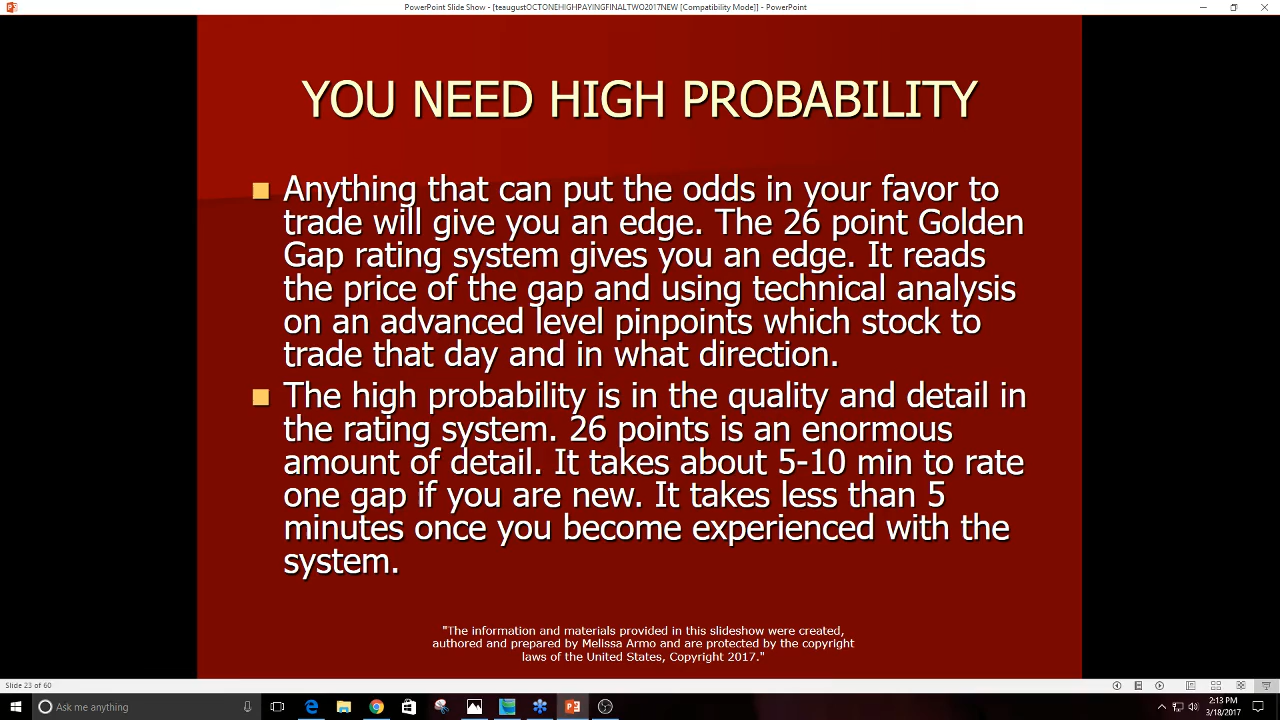 PowerPoint Slide Show - [teaugustOCTONEHIGHPAYINGFINALTWO2017NEW [Compatibility Mode]] - PowerPoint
YOU NEED HIGH PROBABILITY
Anything that can put the odds in your favor to
trade will give you an edge. The 26 point Golden
Gap rating system gives you an edge. It reads
the price of the gap and using technical analysis
on an advanced level pinpoints which stock to
trade that day and in what direction.
The high probability is in the quality and detail in
the rating system. 26 points is an enormous
amount of detail. It takes about 5-10 min to rate
one gap if you are new. It takes less than 5
minutes once you become experienced with the
system.
"The information and materials provided in this slideshow were created,
authored and prepared by Melissa Armo and are protected by the copyright
laws of the United States, Copyright 2017."
Slide 23 of 60
Ask me anything
2:13 PM
3/18/2017